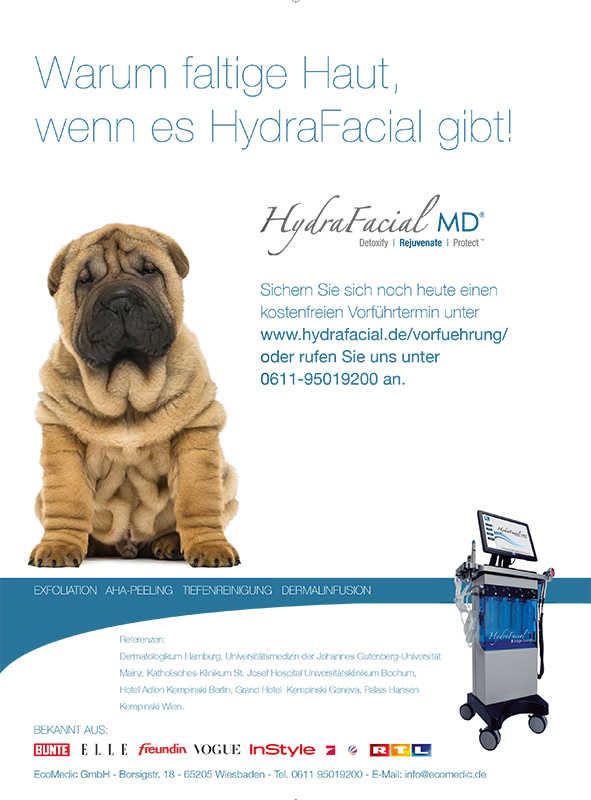 Warum faltige Haut,
wenn es HydraFacial gibt!
HydraFacial MD®
Detoxify | Rejuvenate | Protect™
Sichern Sie sich noch heute einen
kostenfreien Vorführtermin unter
www.hydrafacial.de/vorfuehrung/
oder rufen Sie uns unter
0611-95019200 an.
HydraFacial MD
EXFOLIATION AHA-PEELING TIEFENREINIGUNG DERMALINFUSION
HydraFacial
Referenzen:
Dermatologikum Hamburg, Universitätsmedizin der Johannes Gutenberg-Universität
Mainz, Katholisches-Klinikum St. Josef Hospital Universitätsklinikum Bochum,
Hotel Adlon Kempinski Berlin, Grand Hotel Kempinski Geneva, Palais Hansen
Kempinski Wien.
BEKANNT AUS:
BUNTE ELLE freundin VOGUE InStyle 7 RTL
EcoMedic GmbH - Borsigstr. 18 - 65205 Wiesbaden - Tel. 0611 95019200 - E-Mail: info@ecomedic.de